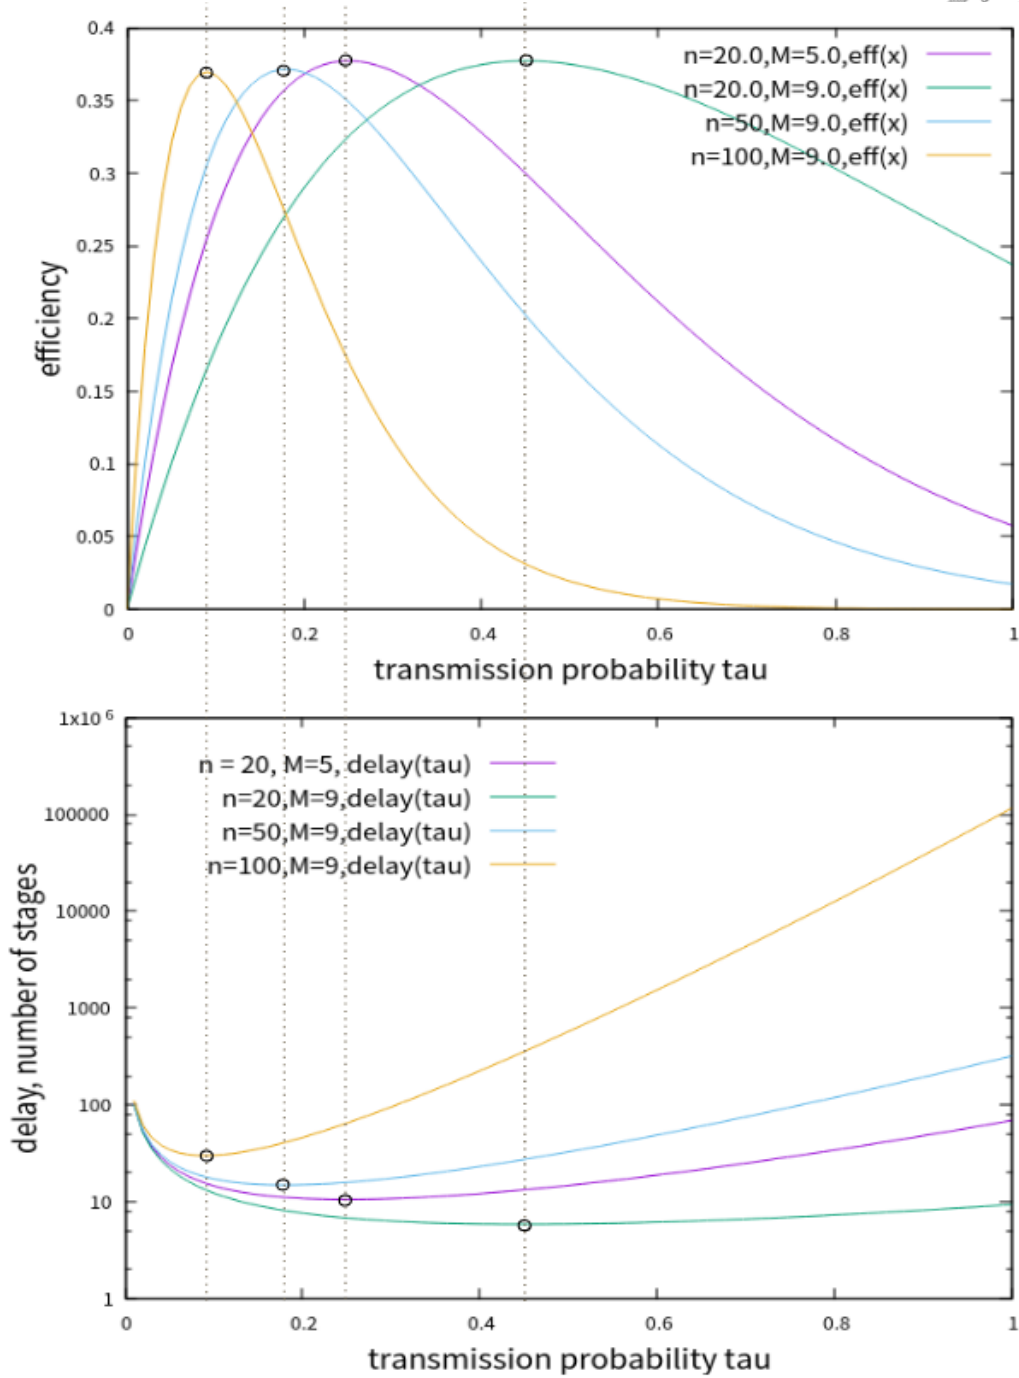 0.4
0.35
0.3
0.25
0.2
0.15
0.1
0.05
0
efficiency
n=20.0,M=5.0,eff(x)
n=20.0,M=9.0,eff(x)
n=50,M=9.0,eff(x)
n=100,M=9.0,eff(x)
0 0.2 0.4 0.6 0.8 1
transmission probability tau
1x10 6
100000
10000
1000
100
10
1
delay, number of stages
n = 20, M=5, delay(tau)
n=20,M=9,delay(tau)
n=50,M=9,delay(tau)
n=100,M=9,delay(tau)
0 0.2 0.4 0.6 0.8 1
transmission probability tau